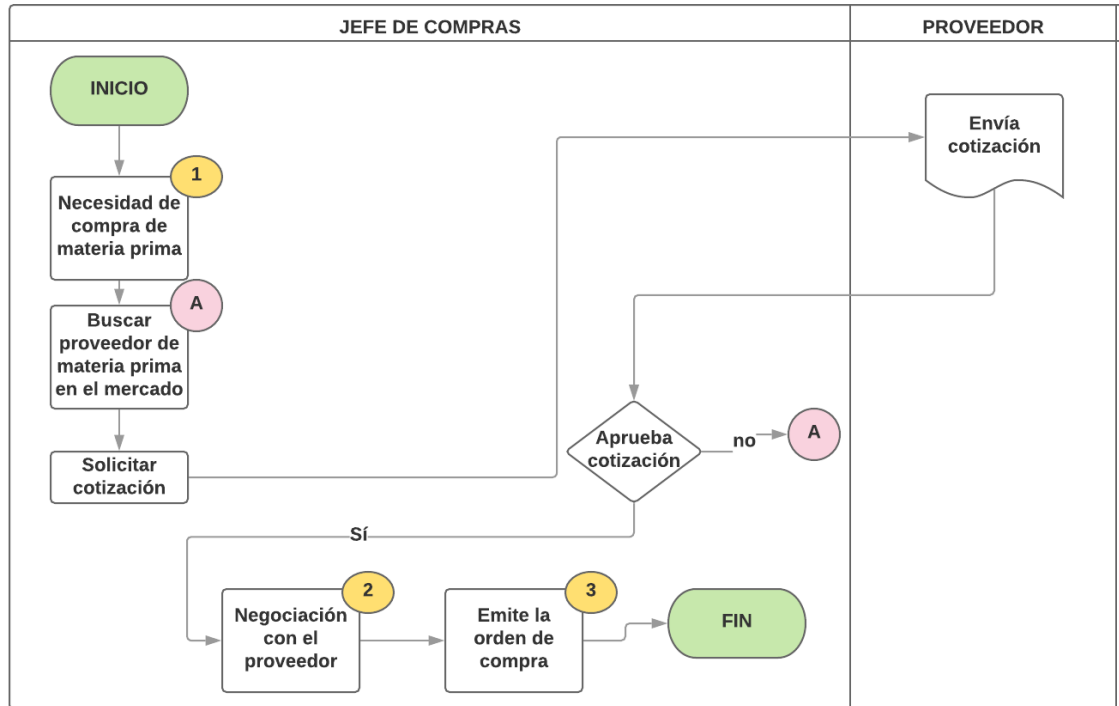 JEFE DE COMPRAS
PROVEEDOR
INICIO
1
Necesidad de
compra de
materia prima
A
Buscar
proveedor de
materia prima
en el mercado
Solicitar
cotización
Envía
cotización
Aprueba
cotización
no
A
Sí
2
Negociación
con el
proveedor
3
Emite la
orden de
compra
FIN